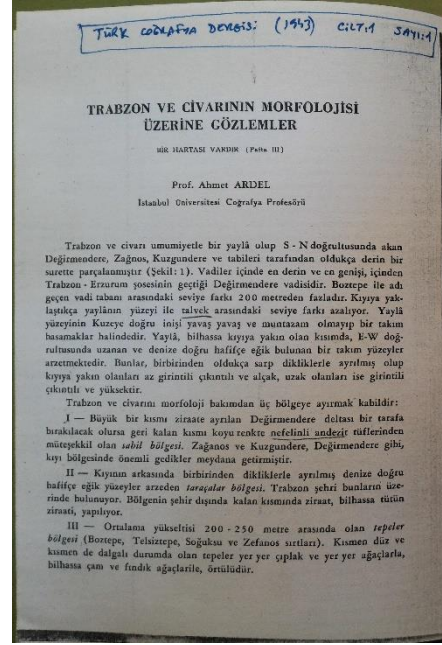 TÜRK COĞRAFYA DERGİSİ (1943) CİLT:1 SAYI:1
TRABZON VE CİVARININ MORFOLOJİSİ
ÜZERİNE GÖZLEMLER
BİR HARTASI VARDIR (Pafta III)
Prof. Ahmet ARDEL
İstanbul Üniversitesi Coğrafya Profesörü
Trabzon ve civarı umumiyetle bir yaylâ olup S - N doğrultusunda akan
Değirmendere, Zağnos, Kuzgundere ve tabileri tarafından oldukça derin bir
surette parçalanmıştır (Şekil: 1). Vadiler içinde en derin ve en genişi, içinden
Trabzon - Erzurum şosesinin geçtiği Değirmendere vadisidir. Boztepe ile adı
geçen vadi tabanı arasındaki seviye farkı 200 metreden fazladır. Kıyıya yak-
laştıkça yaylânın yüzeyi ile talvek arasındaki seviye farkı azalıyor. Yaylâ
yüzeyinin Kuzeye doğru inişi yavaş yavaş ve muntazam olmayıp bir takım
basamaklar halindedir. Yaylâ, bilhassa kıyıya yakın olan kısımda, E-W doğ-
rultusunda uzanan ve denize doğru hafifçe eğik bulunan bir takım yüzeyler
arzetmektedir. Bunlar, birbirinden oldukça sarp dikliklerle ayrılmış olup
kıyıya yakın olanları az girintili çıkıntılı ve alçak, uzak olanları ise girintili
çıkıntılı ve yüksektir.
Trabzon ve civarını morfoloji bakımından üç bölgeye ayırmak kabildir:
I — Büyük bir kısmı ziraate ayrılan Değirmendere deltası bir tarafa
bırakılacak olursa geri kalan kısmı koyu renkte nefelinli andezit tüflerinden
müteşekkil olan sahil bölgesi. Zağanos ve Kuzgundere, Değirmendere gibi,
kıyı bölgesinde önemli gedikler meydana getirmiştir.
II — Kıyının arkasında birbirinden dikliklerle ayrılmış denize doğru
hafifçe eğik yüzeyler arzeden taraçalar bölgesi. Trabzon şehri bunların üze-
rinde bulunuyor. Bölgenin şehir dışında kalan kısmında ziraat, bilhassa tütün
ziraati, yapılıyor.
III — Ortalama yükseltisi 200 - 250 metre arasında olan tepeler
bölgesi (Boztepe, Telsiztepe, Soğuksu ve Zefanos sırtları). Kısmen düz ve
kısmen de dalgalı durumda olan tepeler yer yer çıplak ve yer yer ağaçlarla,
bilhassa çam ve fındık ağaçlarile, örtülüdür.